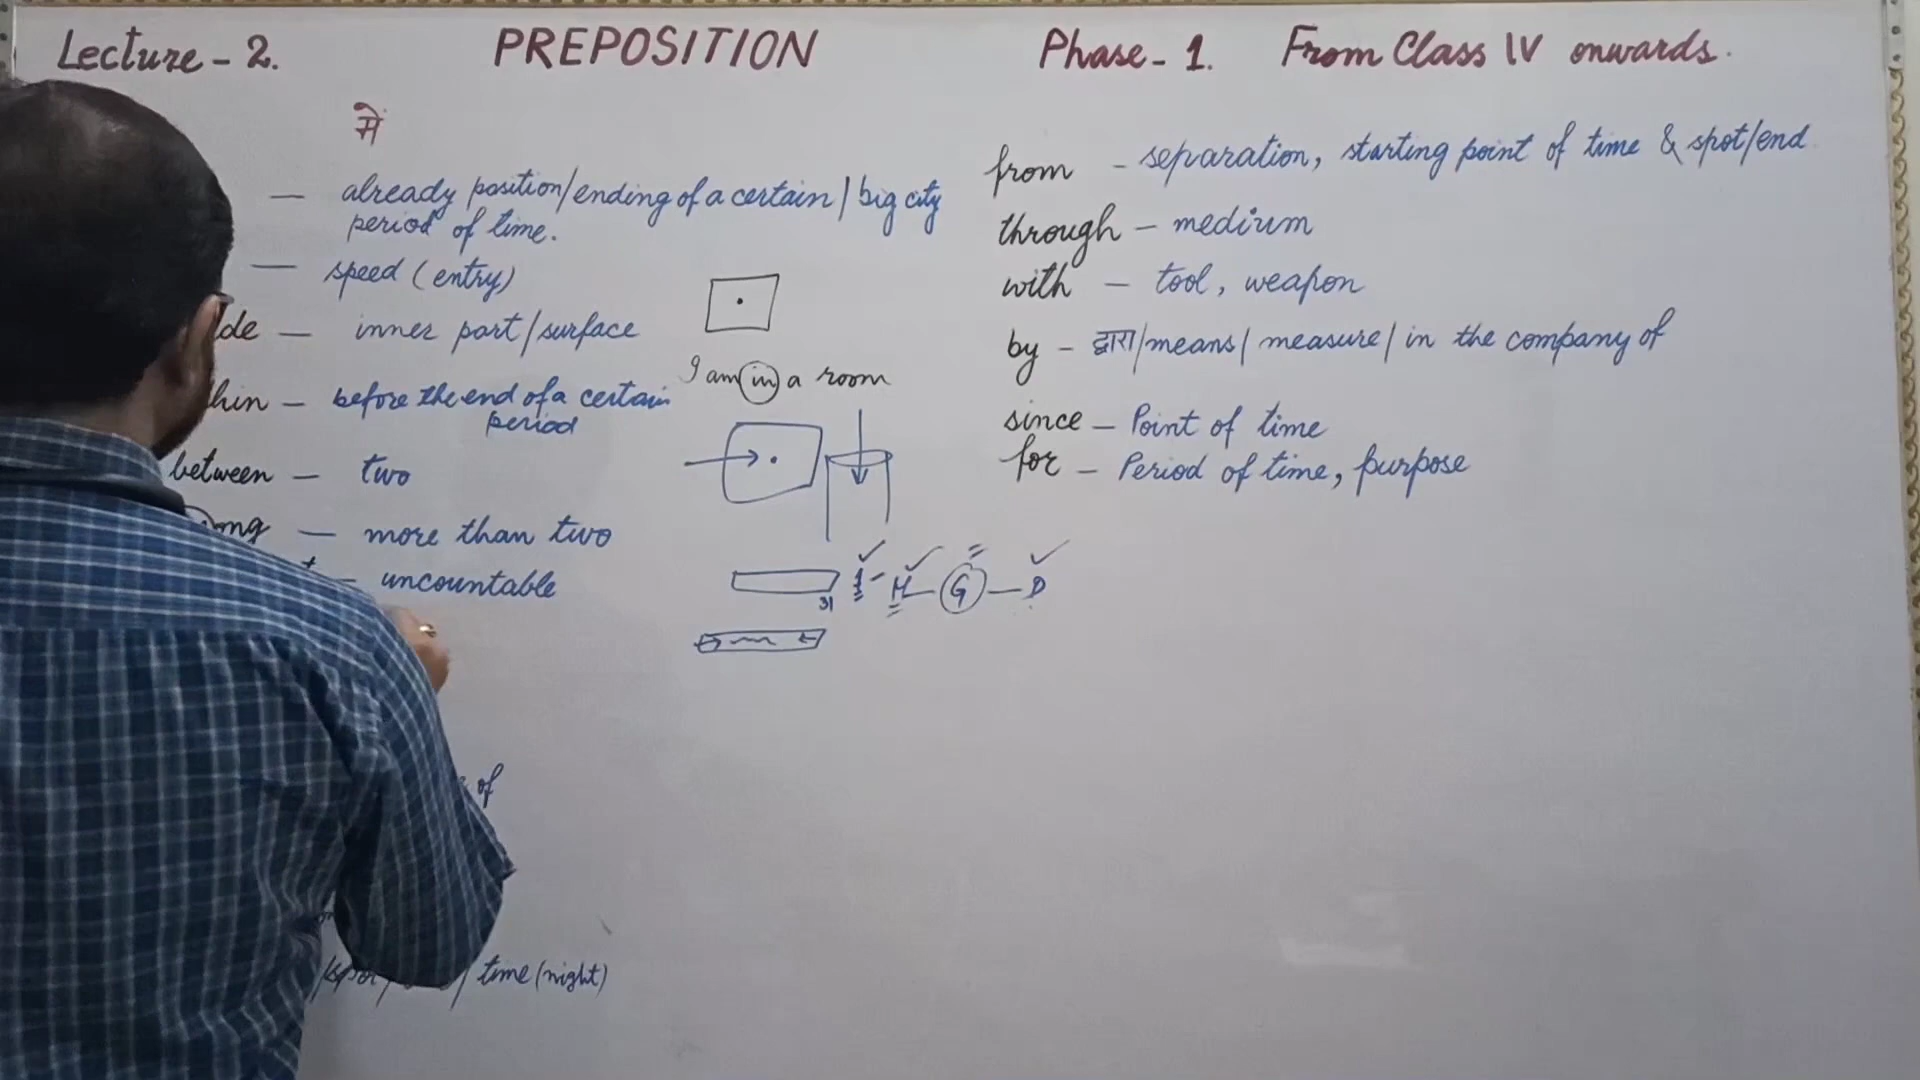 Lecture - 2. PREPOSITION Phase - 1. From Class IV onwards.
में
— already position/ending of a certain / big city
period of time.
— speed (entry)
de — inner part/surface
hin — before the end of a certain
period
between — two
ong — more than two
t — uncountable
of
/ time (night)
I am in a room
31
1 - H - G - D
from - separation, starting point of time & spot/end
through - medium
with - tool, weapon
by - द्वारा/means/ measure/ in the company of
since - Point of time
for - Period of time, purpose